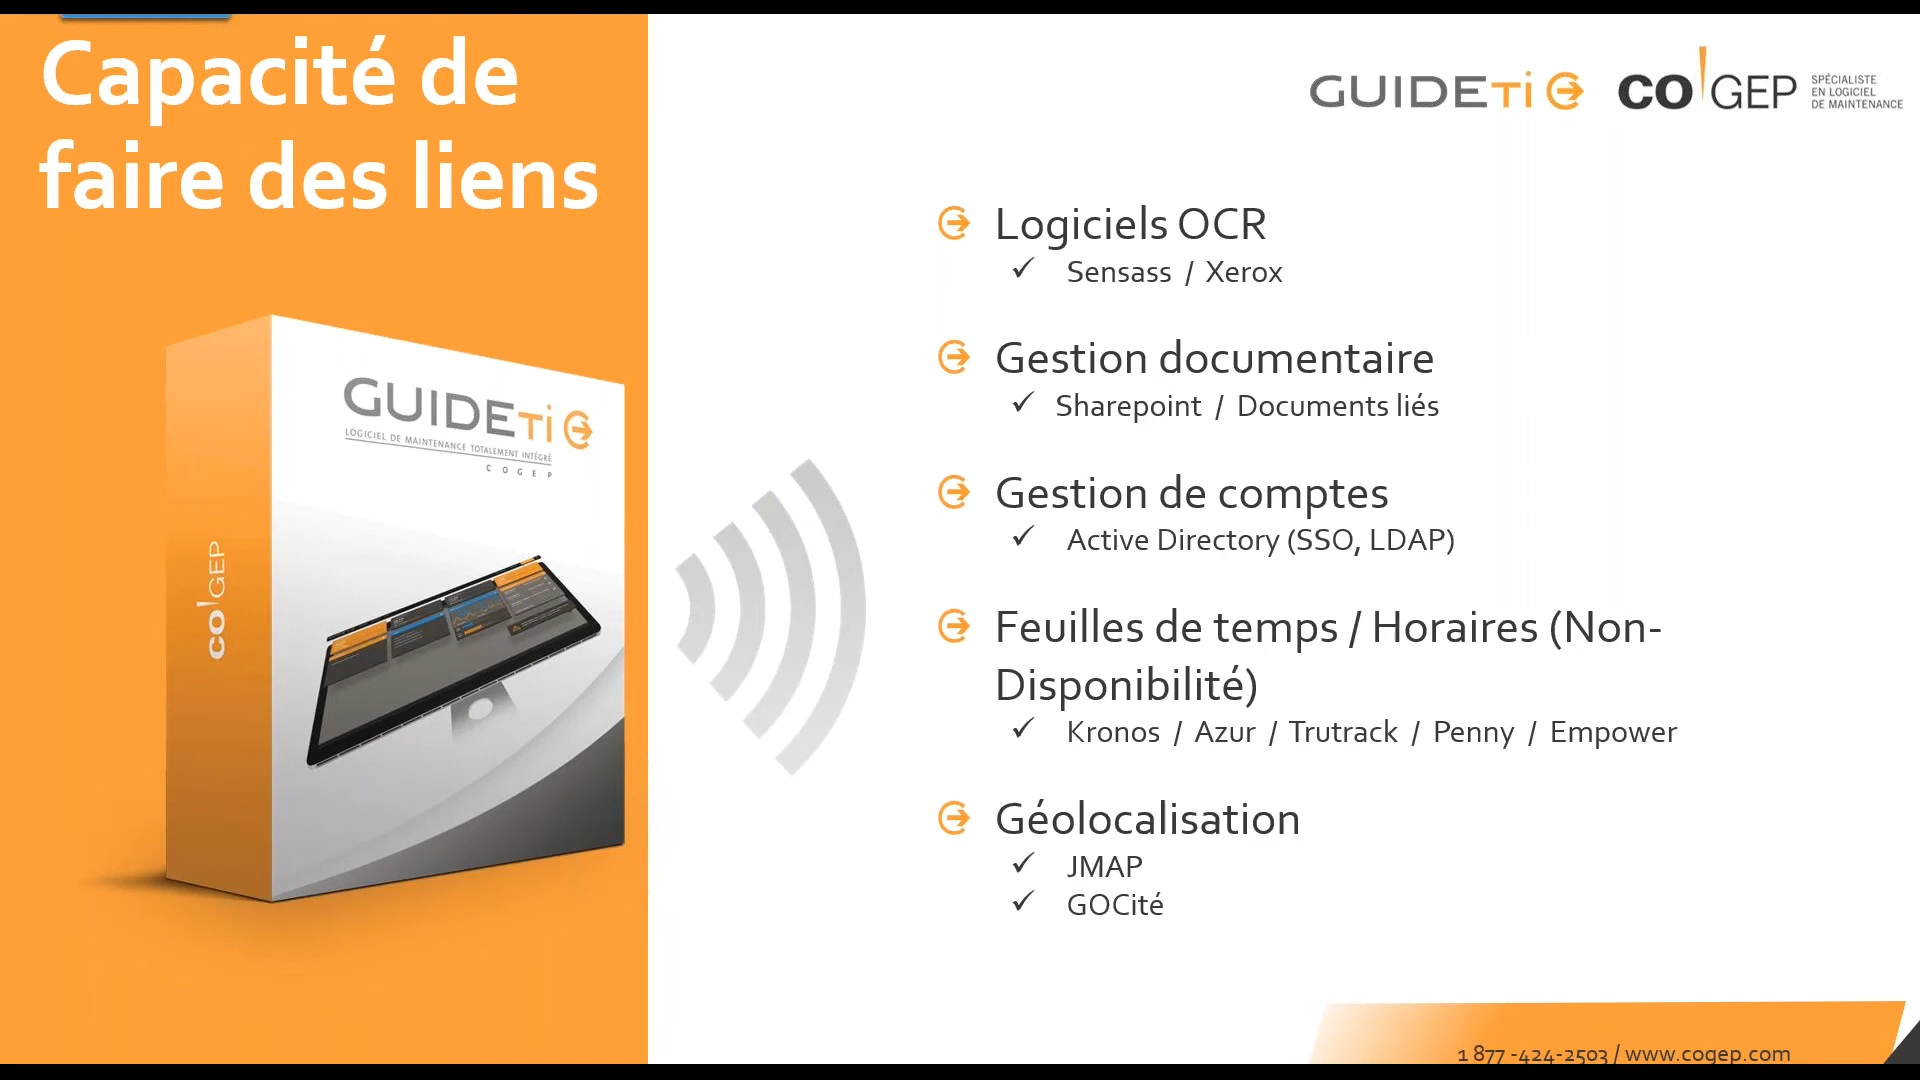 Capacité de
faire des liens
GUIDETi
CO!GEP
SPÉCIALISTE
EN LOGICIEL
DE MAINTENANCE
Logiciels OCR
✓ Sensass / Xerox
Gestion documentaire
✓ Sharepoint / Documents liés
Gestion de comptes
✓ Active Directory (SSO, LDAP)
Feuilles de temps / Horaires (Non-
Disponibilité)
✓ Kronos / Azur / Trutrack / Penny / Empower
Géolocalisation
✓ JMAP
✓ GOCité
GUIDETi
LOGICIEL DE MAINTENANCE TOTALEMENT INTÉGRÉ
COGEP
CO!GEP
1 877 -424-2503 / www.cogep.com